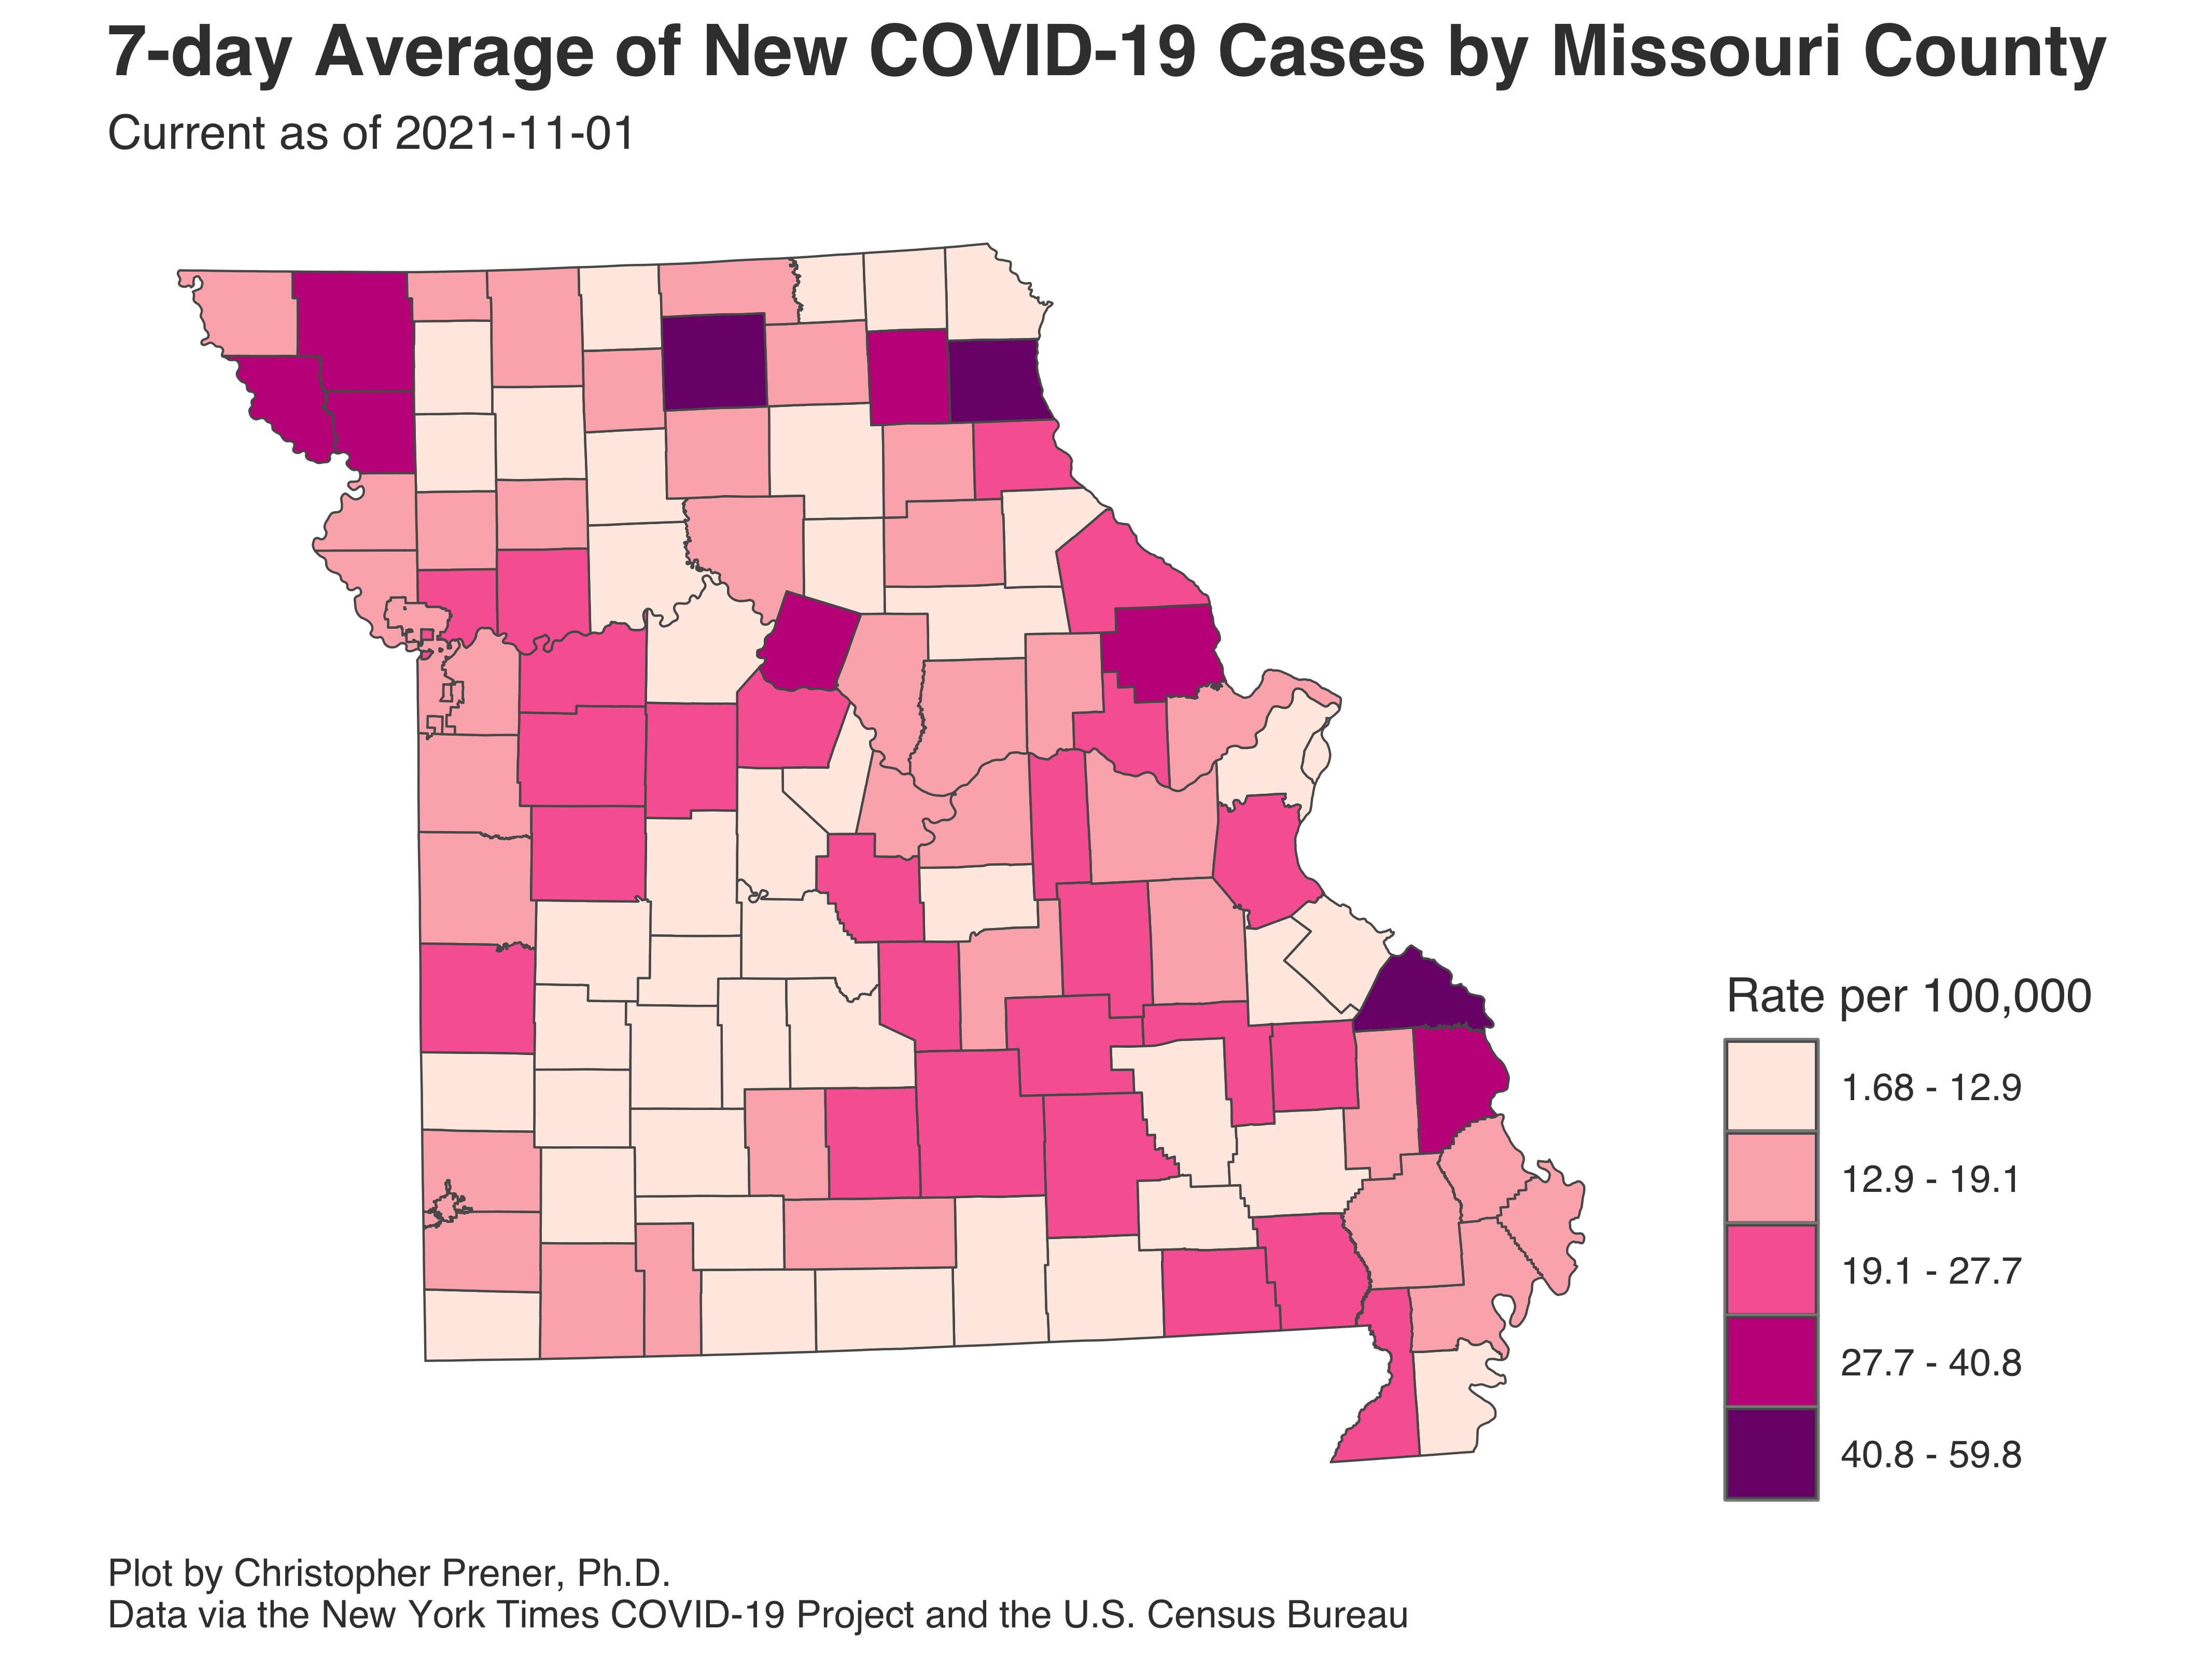 7-day Average of New COVID-19 Cases by Missouri County
Current as of 2021-11-01
Rate per 100,000
1.68 - 12.9
12.9 - 19.1
19.1 - 27.7
27.7 - 40.8
40.8 - 59.8
Plot by Christopher Prener, Ph.D.
Data via the New York Times COVID-19 Project and the U.S. Census Bureau